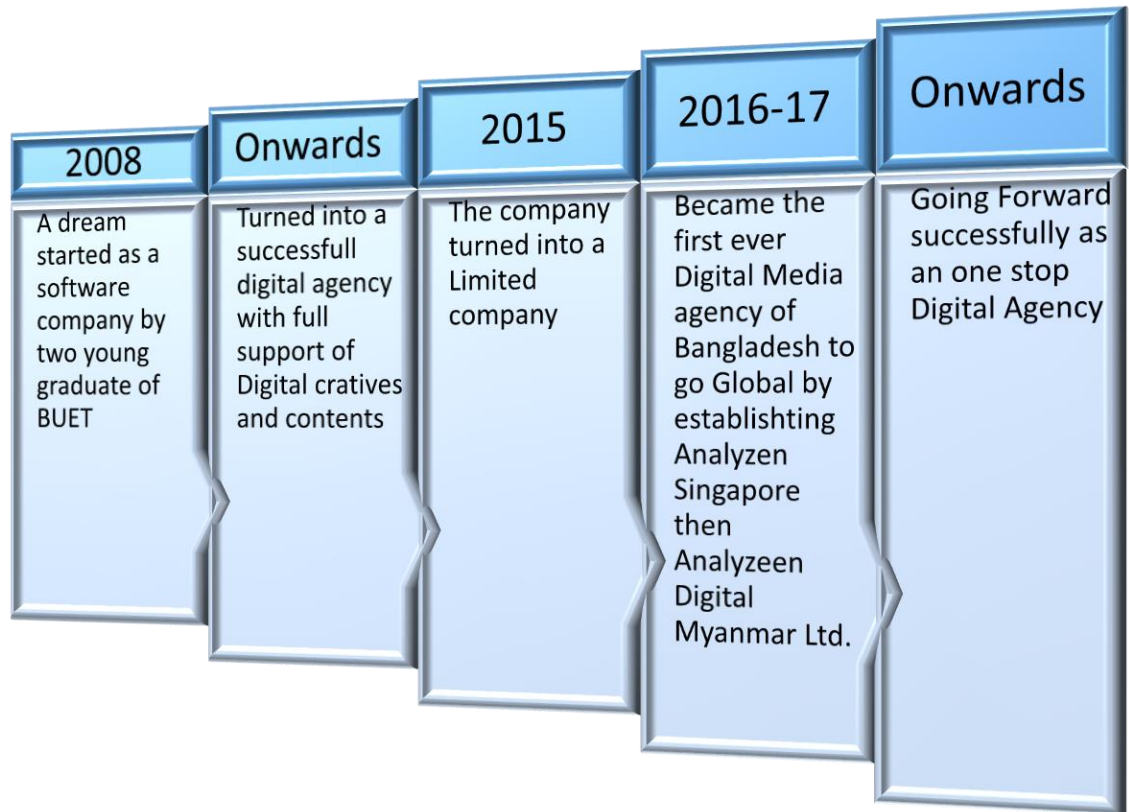 2008
A dream
started as a
software
company by
two young
graduate of
BUET
Onwards
Turned into a
successfull
digital agency
with full
support of
Digital cratives
and contents
2015
The company
turned into a
Limited
company
2016-17
Became the
first ever
Digital Media
agency of
Bangladesh to
go Global by
establishting
Analyzen
Singapore
then
Analyzeen
Digital
Myanmar Ltd.
Onwards
Going Forward
successfully as
an one stop
Digital Agency